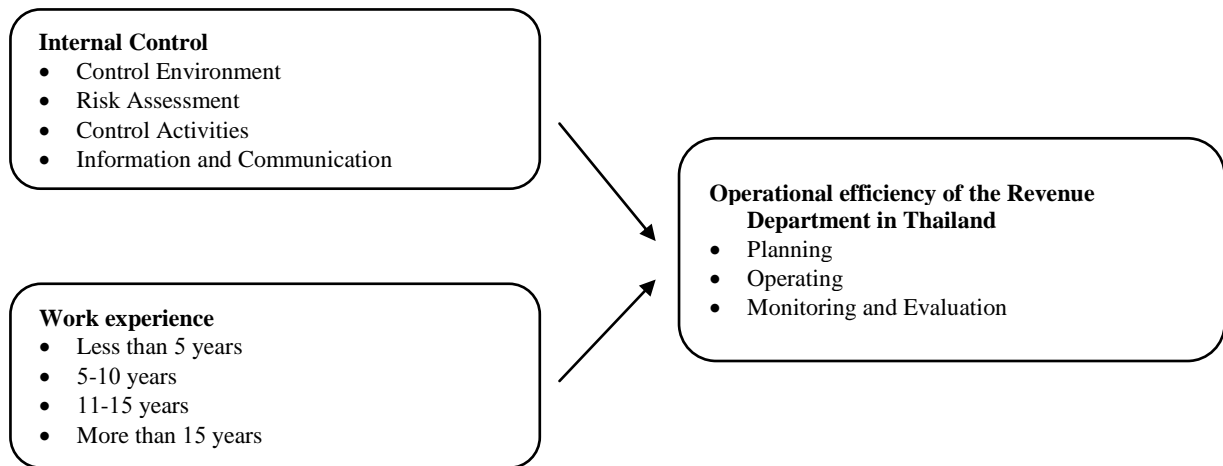 Internal Control
• Control Environment
• Risk Assessment
• Control Activities
• Information and Communication
Operational efficiency of the Revenue
Department in Thailand
• Planning
• Operating
• Monitoring and Evaluation
Work experience
• Less than 5 years
• 5-10 years
• 11-15 years
• More than 15 years